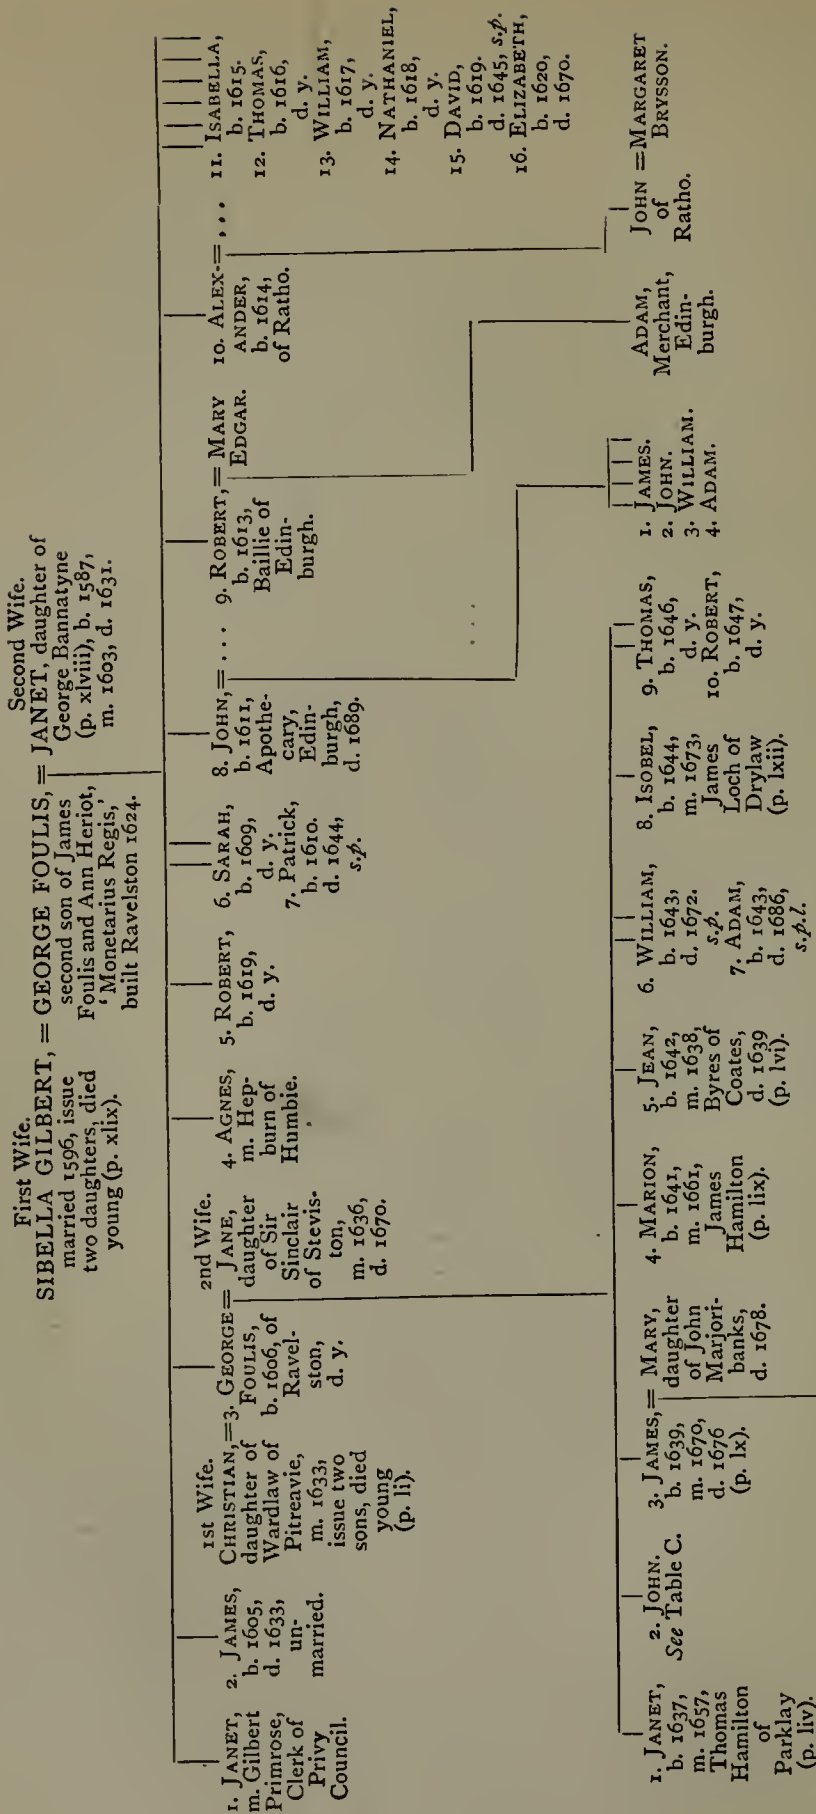 First Wife.
SIBELLA GILBERT, = GEORGE FOULIS, = JANET, daughter of
married 1596, issue
two daughters, died
young (p. xlix).
second son of James
Foulis and Ann Heriot,
‘Monetarius Regis,’
built Ravelston 1624.
Second Wife.
George Bannatyne
(p. xlviii), b. 1587,
m. 1603, d. 1631.
1. JANET,
m. Gilbert
Primrose,
Clerk of
Privy
Council.
2. JAMES,
b. 1605,
d. 1633,
un-
married.
1st Wife.
CHRISTIAN, =
daughter of
Wardlaw of
Pitreavie,
m. 1633,
issue two
sons, died
young
(p. li).
3. GEORGE =
FOULIS,
b. 1606, of
Ravel-
ston,
d. y.
2nd Wife.
JANE,
daughter
of Sir
Sinclair
of Stevis-
ton,
m. 1636,
d. 1670.
4. AGNES,
m. Hep-
burn of
Humbie.
5. ROBERT,
b. 1619,
d. y.
6. SARAH,
b. 1609,
d. y.
7. Patrick,
b. 1610.
d. 1644,
s.p.
8. JOHN, = ...
b. 1611,
Apothe-
cary,
Edin-
burgh,
d. 1689.
9. ROBERT, = MARY
b. 1613,
Baillie of
Edin-
burgh.
EDGAR.
10. ALEX- = ...
ANDER,
b. 1614,
of Ratho.
11. ISABELLA,
b. 1615.
12. THOMAS,
b. 1616,
d. y.
13. WILLIAM,
b. 1617,
d. y.
14. NATHANIEL,
b. 1618,
d. y.
15. DAVID,
b. 1619.
d. 1645, s.p.
16. ELIZABETH,
b. 1620,
d. 1670.
1. JANET,
b. 1637,
m. 1657,
Thomas
Hamilton
of
Parklay
(p. liv).
2. JOHN.
See Table C.
3. JAMES, = MARY,
b. 1639,
m. 1670,
d. 1676
(p. lx).
daughter
of John
Marjori-
banks,
d. 1678.
4. MARION,
b. 1641,
m. 1661,
James
Hamilton
(p. lix).
5. JEAN,
b. 1642,
m. 1638,
Byres of
Coates,
d. 1639
(p. lvi).
6. WILLIAM,
b. 1643,
d. 1672.
s.p.
7. ADAM,
b. 1643,
d. 1686,
s.p.l.
8. ISOBEL,
b. 1644,
m. 1673,
James
Loch of
Drylaw
(p. lxii).
9. THOMAS,
b. 1646,
d. y.
10. ROBERT,
b. 1647,
d. y.
1. JAMES.
2. JOHN.
3. WILLIAM.
4. ADAM.
ADAM,
Merchant,
Edin-
burgh.
JOHN = MARGARET
of
Ratho.
BRYSSON.